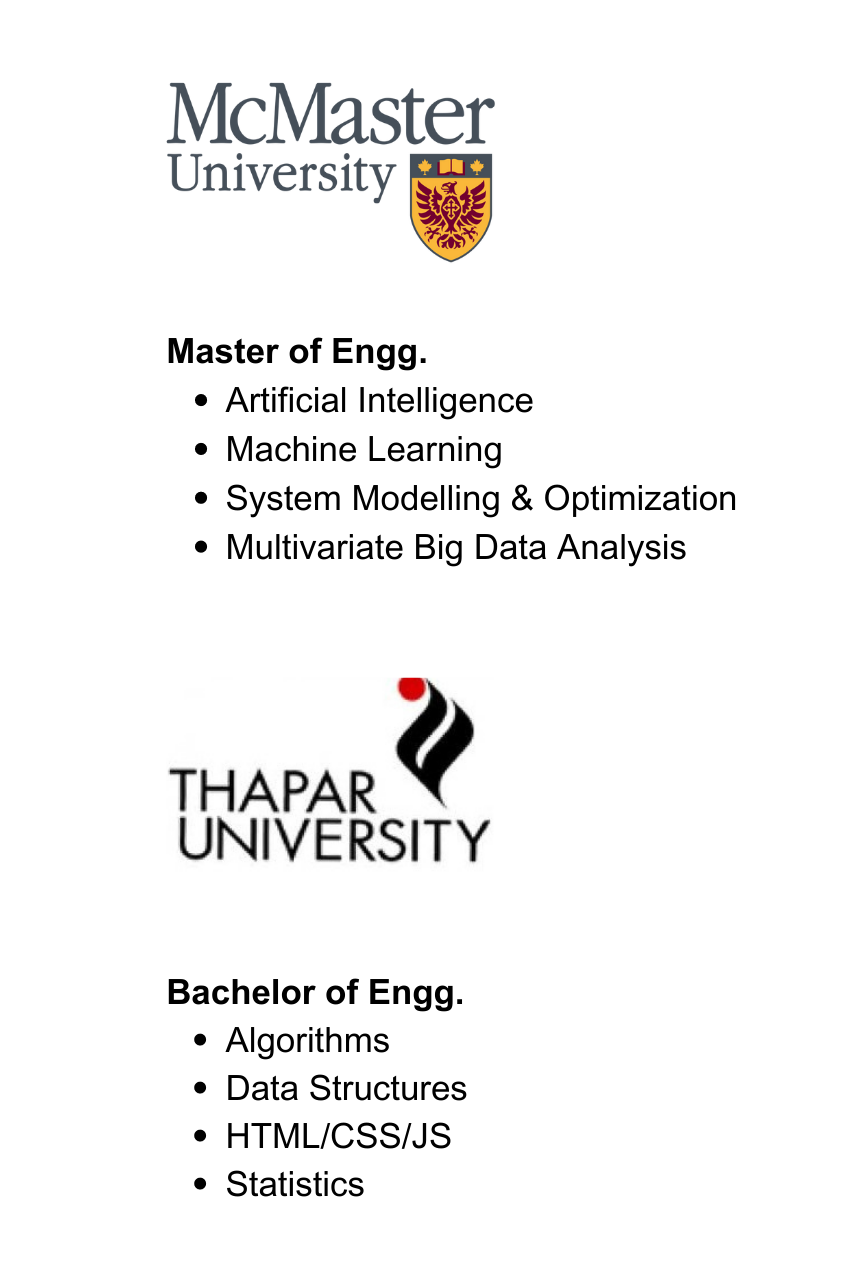 McMaster
University
Master of Engg.
• Artificial Intelligence
• Machine Learning
• System Modelling & Optimization
• Multivariate Big Data Analysis
THAPAR
UNIVERSITY
Bachelor of Engg.
• Algorithms
• Data Structures
• HTML/CSS/JS
• Statistics